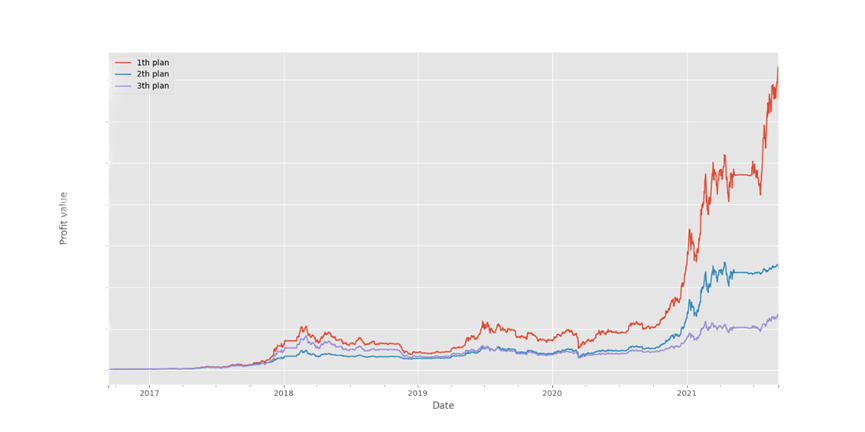 1th plan
2th plan
3th plan
Profit value
2017 2018 2019 2020 2021
Date